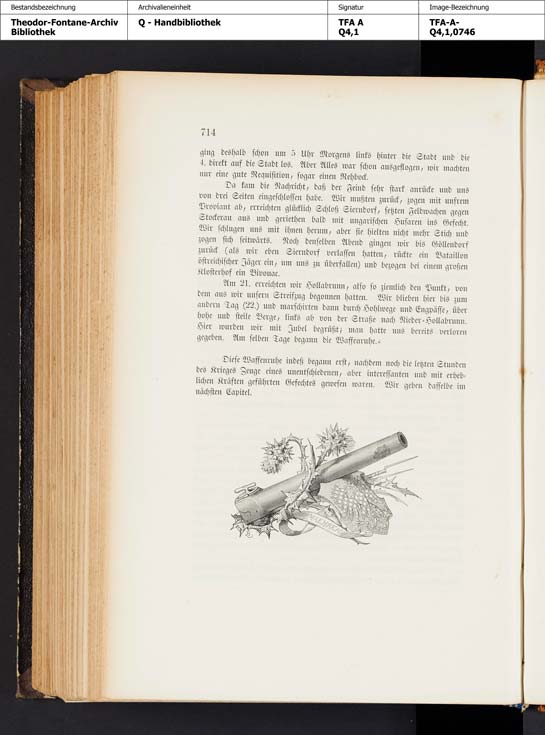 Bestandsbezeichnung
Archivalieneinheit
Signatur
Image-Bezeichnung
Theodor-Fontane-Archiv
Bibliothek
Q - Handbibliothek
TFA A
Q4,1
TFA-A-
Q4,1,0746
714
ging deshalb schon um 5 Uhr Morgens links hinter die Stadt und die
4. direkt auf die Stadt los. Aber Alles war schon ausgeflogen, wir machten
nur eine gute Requisition, sogar einen Rehbock.
Da kam die Nachricht, daß der Feind sehr stark anrücke und uns
von drei Seiten eingeschlossen habe. Wir mußten zurück, zogen mit unsrem
Proviant ab, erreichten glücklich Schloß Sierndorf, setzten Feldwachen gegen
Stockerau aus und geriethen bald mit ungarischen Husaren ins Gefecht.
Wir schlugen uns mit ihnen herum, aber sie hielten nicht mehr Stich und
zogen sich seitwärts. Noch denselben Abend gingen wir bis Göllendorf
zurück (als wir eben Sierndorf verlassen hatten, rückte ein Bataillon
östreichischer Jäger ein, um uns zu überfallen) und bezogen bei einem großen
Klosterhof ein Bivouac.
Am 21. erreichten wir Hollabrunn, also so ziemlich den Punkt, von
dem aus wir unsern Streifzug begonnen hatten. Wir blieben hier bis zum
andern Tag (22.) und marschirten dann durch Hohlwege und Engpässe, über
hohe und steile Berge, links ab von der Straße nach Nieder-Hollabrunn.
Hier wurden wir mit Jubel begrüßt; man hatte uns bereits verloren
gegeben. Am selben Tage begann die Waffenruhe.«
Diese Waffenruhe indeß begann erst, nachdem noch die letzten Stunden
des Krieges Zeuge eines unentschiedenen, aber interessanten und mit erheb-
lichen Kräften geführten Gefechtes gewesen waren. Wir geben dasselbe im
nächsten Capitel.